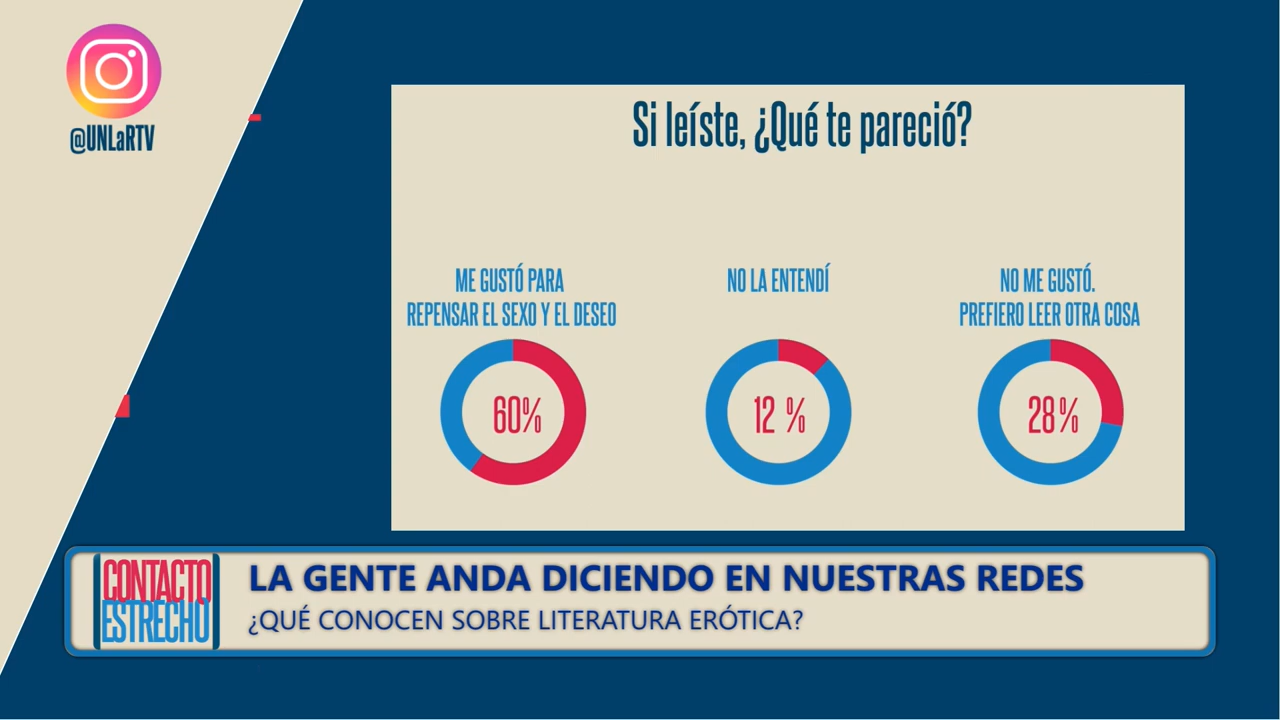 @UNLaRTV
Si leíste, ¿Qué te pareció?
ME GUSTÓ PARA
REPENSAR EL SEXO Y EL DESEO
60%
NO LA ENTENDÍ
12 %
NO ME GUSTÓ.
PREFIERO LEER OTRA COSA
28%
CONTACTO
ESTRECHO
LA GENTE ANDA DICIENDO EN NUESTRAS REDES
¿QUÉ CONOCEN SOBRE LITERATURA ERÓTICA?